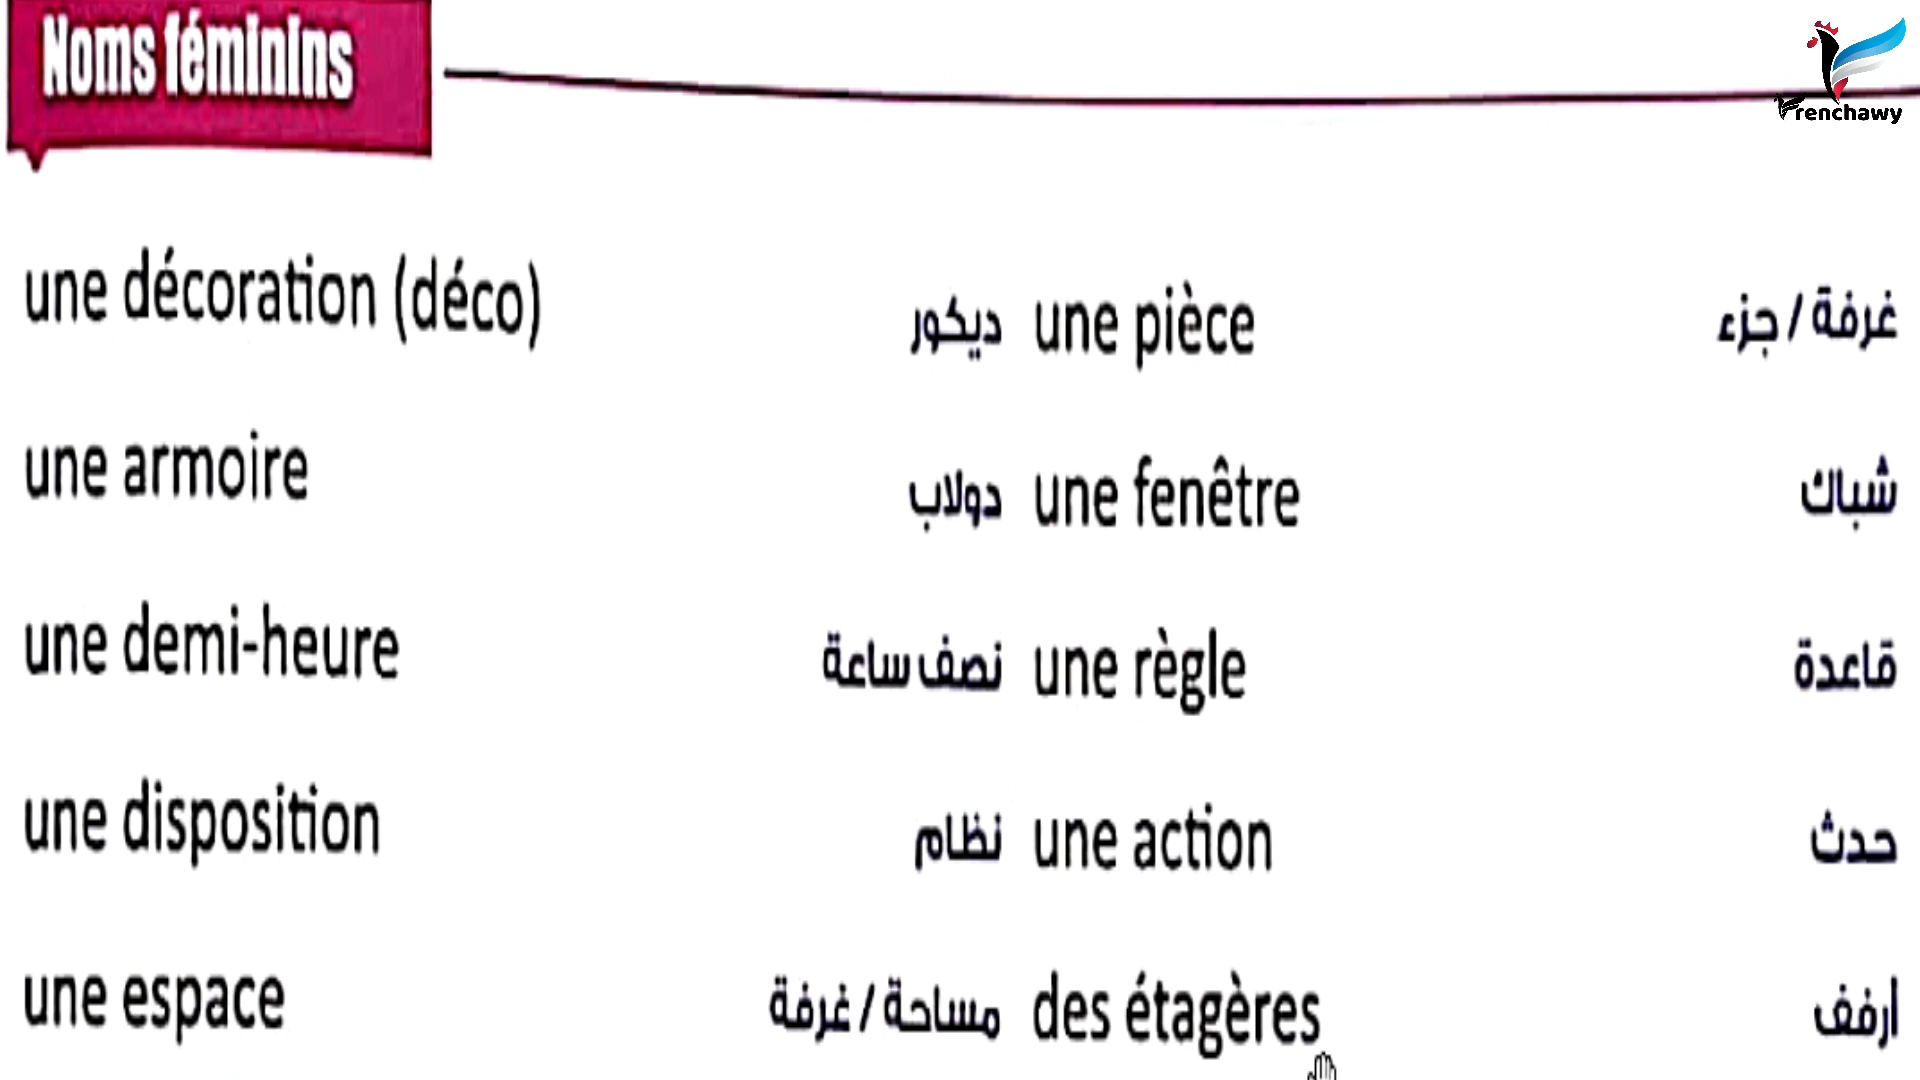 Noms féminins
Frenchawy
une décoration (déco) ديكور une pièce غرفة / جزء
une armoire دولاب une fenêtre شباك
une demi-heure نصف ساعة une règle قاعدة
une disposition نظام une action حدث
une espace مساحة / غرفة des étagères أرفف